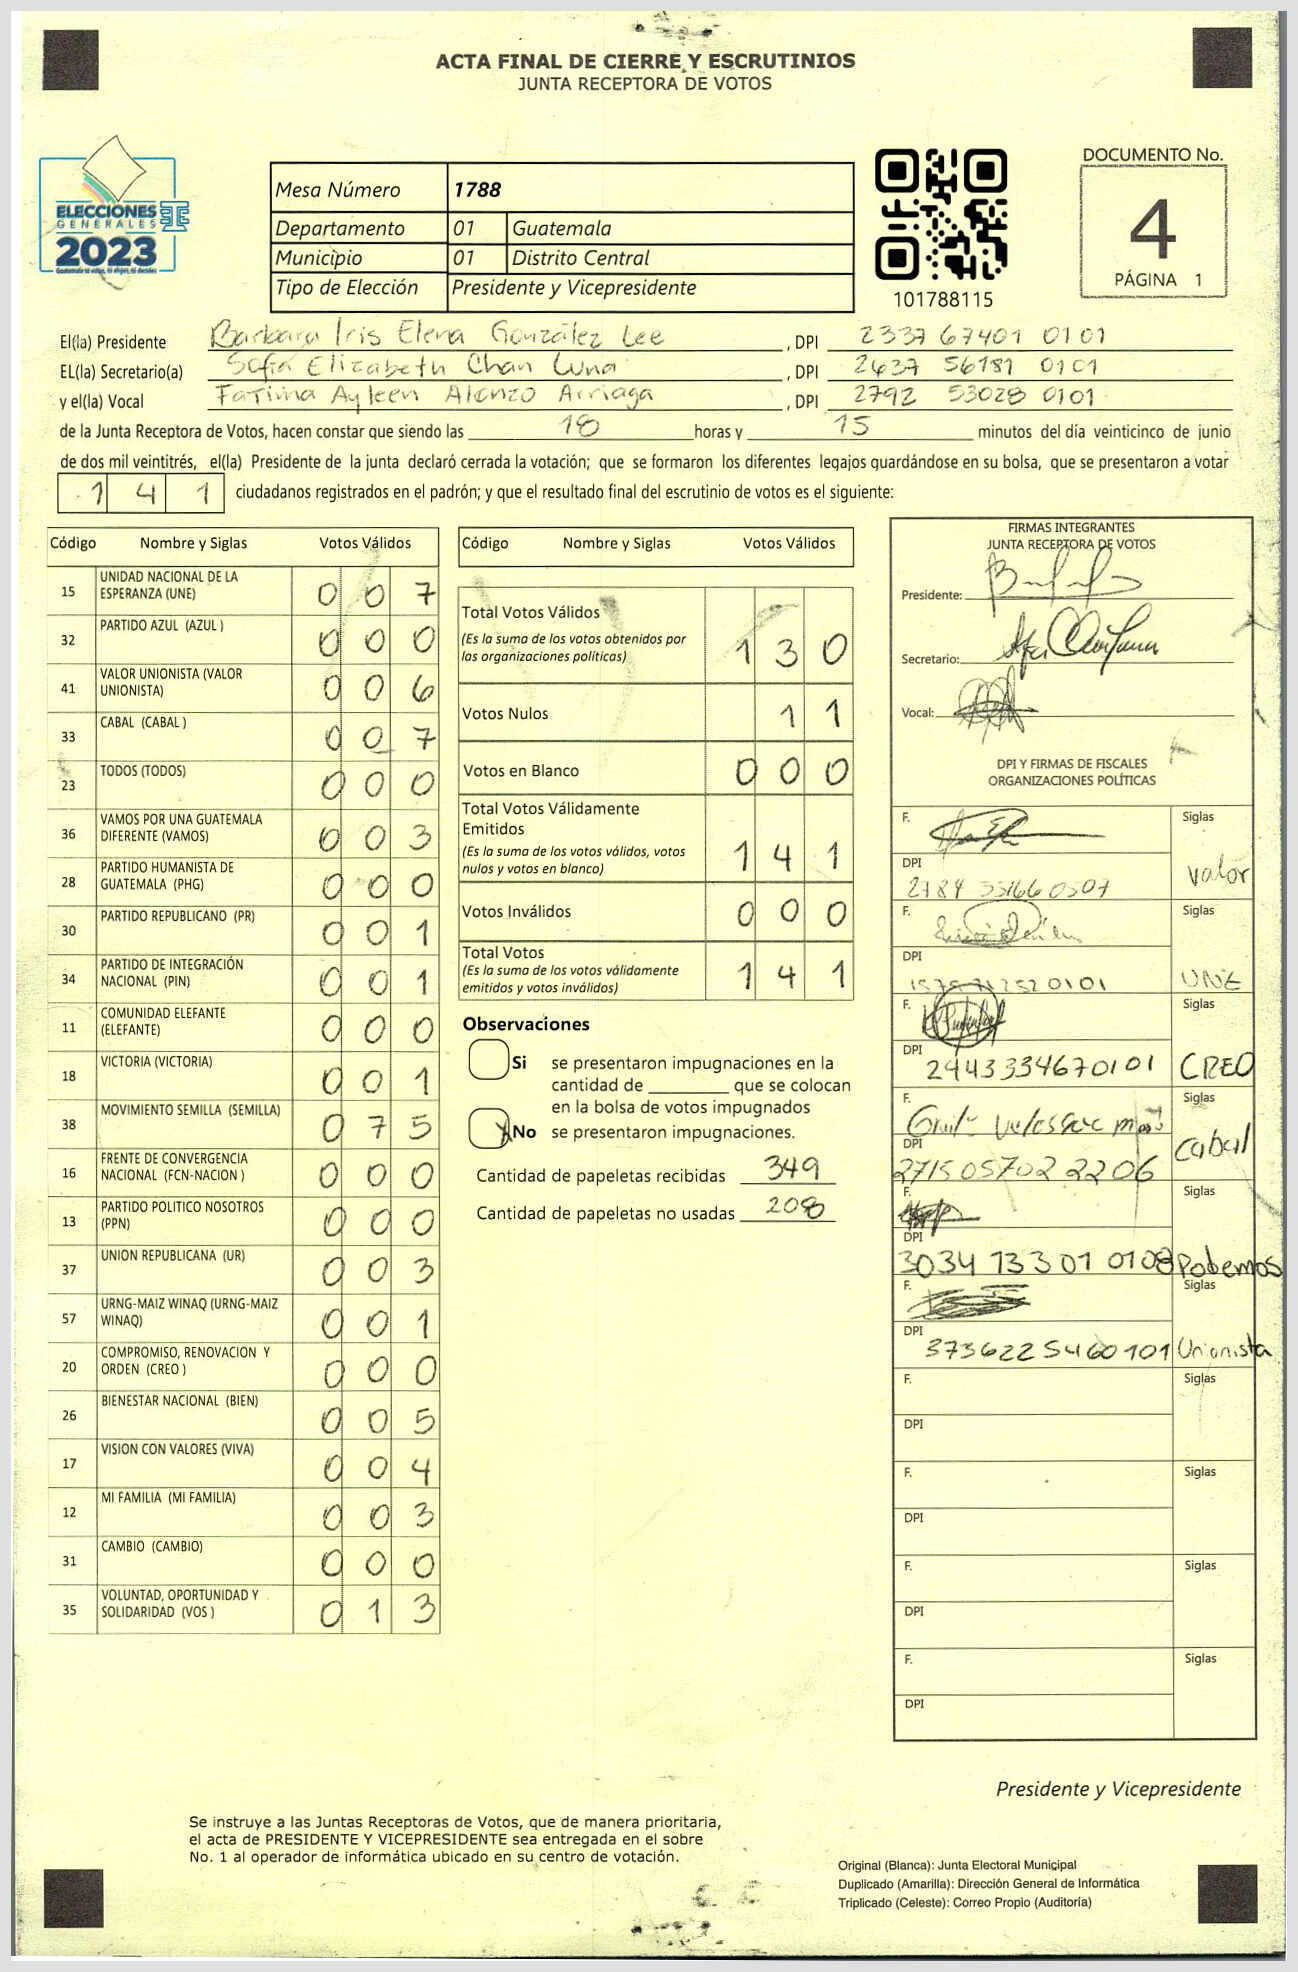 ACTA FINAL DE CIERRE Y ESCRUTINIOS
JUNTA RECEPTORA DE VOTOS
ELECCIONES
GENERALES
2023
Mesa Número 1788
Departamento 01 Guatemala
Municipio 01 Distrito Central
Tipo de Elección Presidente y Vicepresidente
101788115
DOCUMENTO No.
4
PÁGINA 1
El(la) Presidente Barbara Iris Elena González Lee , DPI 2337 67401 0101
EL(la) Secretario(a) Sofia Elizabeth Chan Luna , DPI 2637 56181 0101
y el(la) Vocal Fatima Ayleen Alonzo Arriaga , DPI 2792 53028 0101
de la Junta Receptora de Votos, hacen constar que siendo las 18 horas y 15 minutos del día veinticinco de junio
de dos mil veintitrés, el(la) Presidente de la junta declaró cerrada la votación; que se formaron los diferentes legajos quardándose en su bolsa, que se presentaron a votar
1 4 1 ciudadanos registrados en el padrón; y que el resultado final del escrutinio de votos es el siguiente:
Código Nombre y Siglas Votos Válidos
15 UNIDAD NACIONAL DE LA ESPERANZA (UNE) 0 0 7
32 PARTIDO AZUL (AZUL ) 0 0 0
41 VALOR UNIONISTA (VALOR UNIONISTA) 0 0 6
33 CABAL (CABAL ) 0 0 7
23 TODOS (TODOS) 0 0 0
36 VAMOS POR UNA GUATEMALA DIFERENTE (VAMOS) 0 0 3
28 PARTIDO HUMANISTA DE GUATEMALA (PHG) 0 0 0
30 PARTIDO REPUBLICANO (PR) 0 0 1
34 PARTIDO DE INTEGRACIÓN NACIONAL (PIN) 0 0 1
11 COMUNIDAD ELEFANTE (ELEFANTE) 0 0 0
18 VICTORIA (VICTORIA) 0 0 1
38 MOVIMIENTO SEMILLA (SEMILLA) 0 7 5
16 FRENTE DE CONVERGENCIA NACIONAL (FCN-NACION ) 0 0 0
13 PARTIDO POLITICO NOSOTROS (PPN) 0 0 0
37 UNION REPUBLICANA (UR) 0 0 3
57 URNG-MAIZ WINAQ (URNG-MAIZ WINAQ) 0 0 1
20 COMPROMISO, RENOVACION Y ORDEN (CREO ) 0 0 0
26 BIENESTAR NACIONAL (BIEN) 0 0 5
17 VISION CON VALORES (VIVA) 0 0 4
12 MI FAMILIA (MI FAMILIA) 0 0 3
31 CAMBIO (CAMBIO) 0 0 0
35 VOLUNTAD, OPORTUNIDAD Y SOLIDARIDAD (VOS ) 0 1 3
Código Nombre y Siglas Votos Válidos
Total Votos Válidos 1 3 0
(Es la suma de los votos obtenidos por
las organizaciones políticas)
Votos Nulos 1 1
Votos en Blanco 0 0 0
Total Votos Válidamente
Emitidos
(Es la suma de los votos válidos, votos
nulos y votos en blanco) 1 4 1
Votos Inválidos 0 0 0
Total Votos
(Es la suma de los votos válidamente
emitidos y votos inválidos) 1 4 1
Observaciones
Si se presentaron impugnaciones en la
cantidad de ________ que se colocan
en la bolsa de votos impugnados
X No se presentaron impugnaciones.
Cantidad de papeletas recibidas 349
Cantidad de papeletas no usadas 208
FIRMAS INTEGRANTES
JUNTA RECEPTORA DE VOTOS
Presidente:
Secretario:
Vocal:
DPI Y FIRMAS DE FISCALES
ORGANIZACIONES POLÍTICAS
F. Siglas
DPI valor
F. Siglas
DPI UNE
F. Siglas
DPI 2443334670101 CREO
F. Siglas
DPI 2715 05702 2206 cabal
F. Siglas
DPI 3034 13301 0108 Podemos
F. Siglas
DPI 3736225460101 Unionista
F. Siglas
DPI
F. Siglas
DPI
F. Siglas
DPI
F. Siglas
DPI
Presidente y Vicepresidente
Se instruye a las Juntas Receptoras de Votos, que de manera prioritaria,
el acta de PRESIDENTE Y VICEPRESIDENTE sea entregada en el sobre
No. 1 al operador de informática ubicado en su centro de votación.
Original (Blanca): Junta Electoral Municipal
Duplicado (Amarilla): Dirección General de Informática
Triplicado (Celeste): Correo Propio (Auditoría)